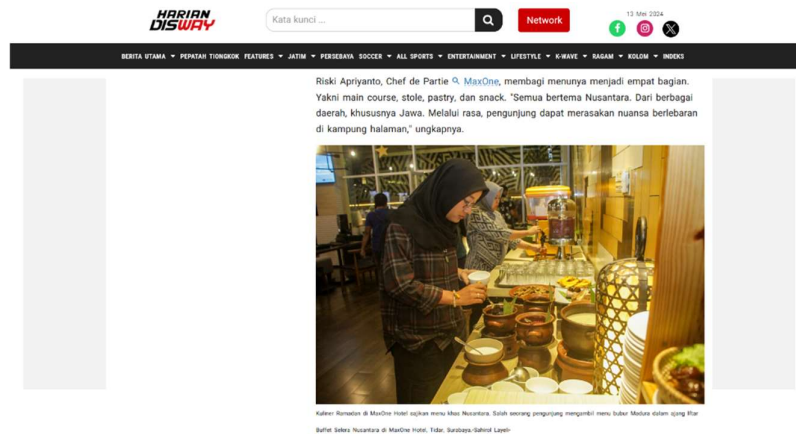 HARIAN
DISWAY
Kata kunci ...
Network
13 Mei 2024
BERITA UTAMA PEPATAH TIONGKOK FEATURES JATIM PERSEBAYA SOCCER ALL SPORTS ENTERTAINMENT LIFESTYLE K-WAVE RAGAM KOLOM INDEKS
Riski Apriyanto, Chef de Partie MaxOne, membagi menunya menjadi empat bagian.
Yakni main course, stole, pastry, dan snack. "Semua bertema Nusantara. Dari berbagai
daerah, khususnya Jawa. Melalui rasa, pengunjung dapat merasakan nuansa berlebaran
di kampung halaman," ungkapnya.
Kuliner Ramadan di MaxOne Hotel sajikan menu khas Nusantara. Salah seorang pengunjung mengambil menu bubur Madura dalam ajang Iftar
Buffet Selera Nusantara di MaxOne Hotel, Tidar, Surabaya.-Sahirol Layeli-